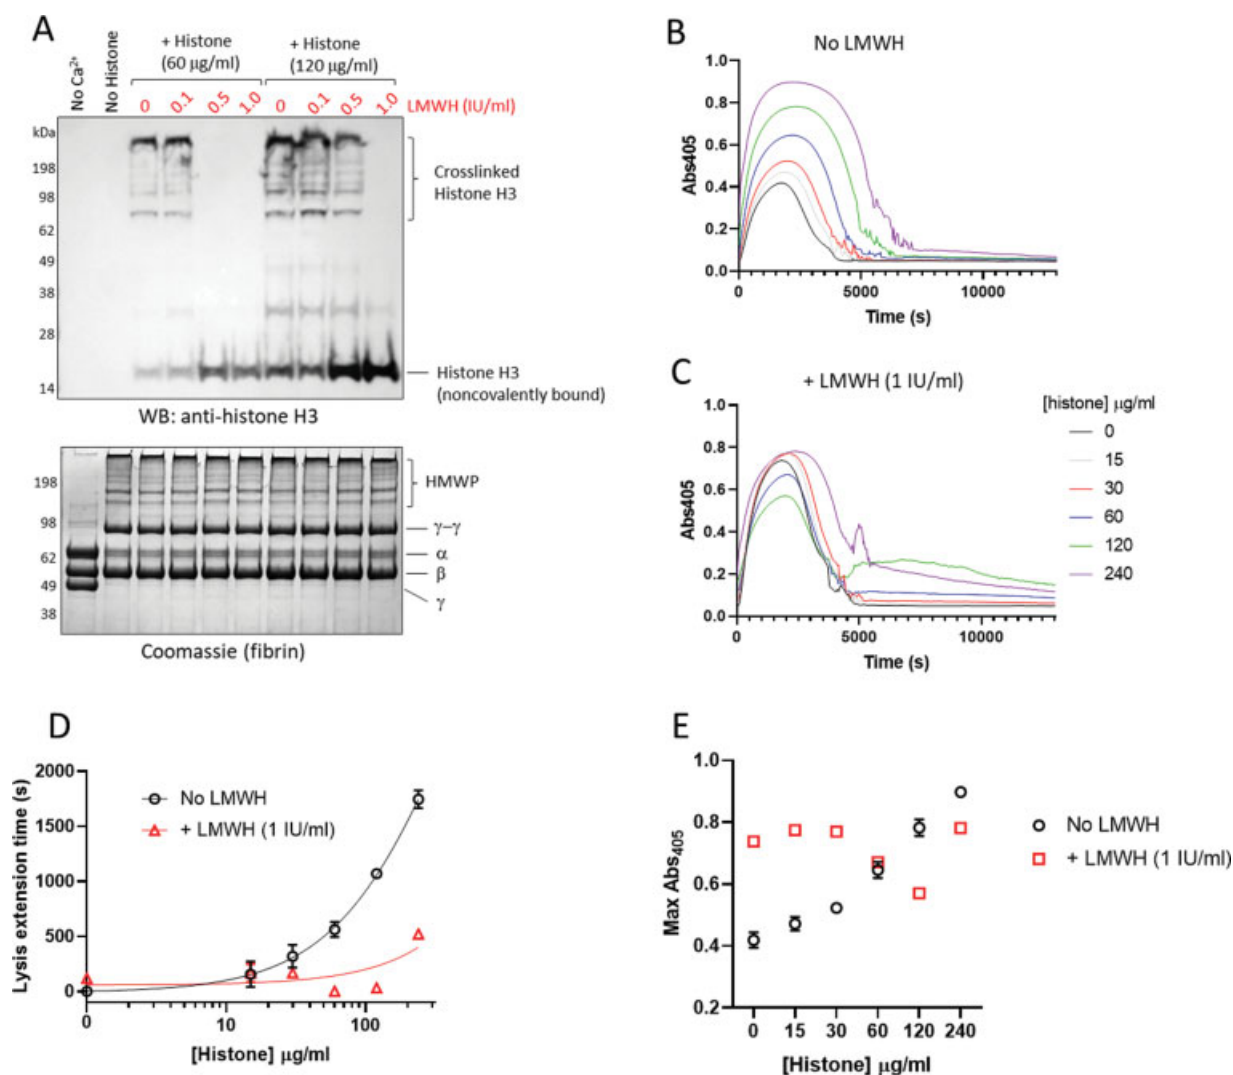 A
No Ca²⁺
No Histone
+ Histone
(60 μg/ml)
+ Histone
(120 μg/ml)
0 0.1 0.5 1.0 0 0.1 0.5 1.0 LMWH (IU/ml)
kDa
198
98
62
49
38
28
14
Crosslinked
Histone H3
Histone H3
(noncovalently bound)
WB: anti-histone H3
198
98
62
49
38
HMWP
γ–γ
α
β
γ
Coomassie (fibrin)
B
No LMWH
Abs405
1.0
0.8
0.6
0.4
0.2
0.0
0 5000 10000
Time (s)
C
+ LMWH (1 IU/ml)
Abs405
1.0
0.8
0.6
0.4
0.2
0.0
0 5000 10000
Time (s)
[histone] μg/ml
0
15
30
60
120
240
D
Lysis extension time (s)
2000
1500
1000
500
0
No LMWH
+ LMWH (1 IU/ml)
0 10 100
[Histone] μg/ml
E
Max Abs₄₀₅
1.0
0.8
0.6
0.4
0.2
0 15 30 60 120 240
[Histone] μg/ml
No LMWH
+ LMWH (1 IU/ml)